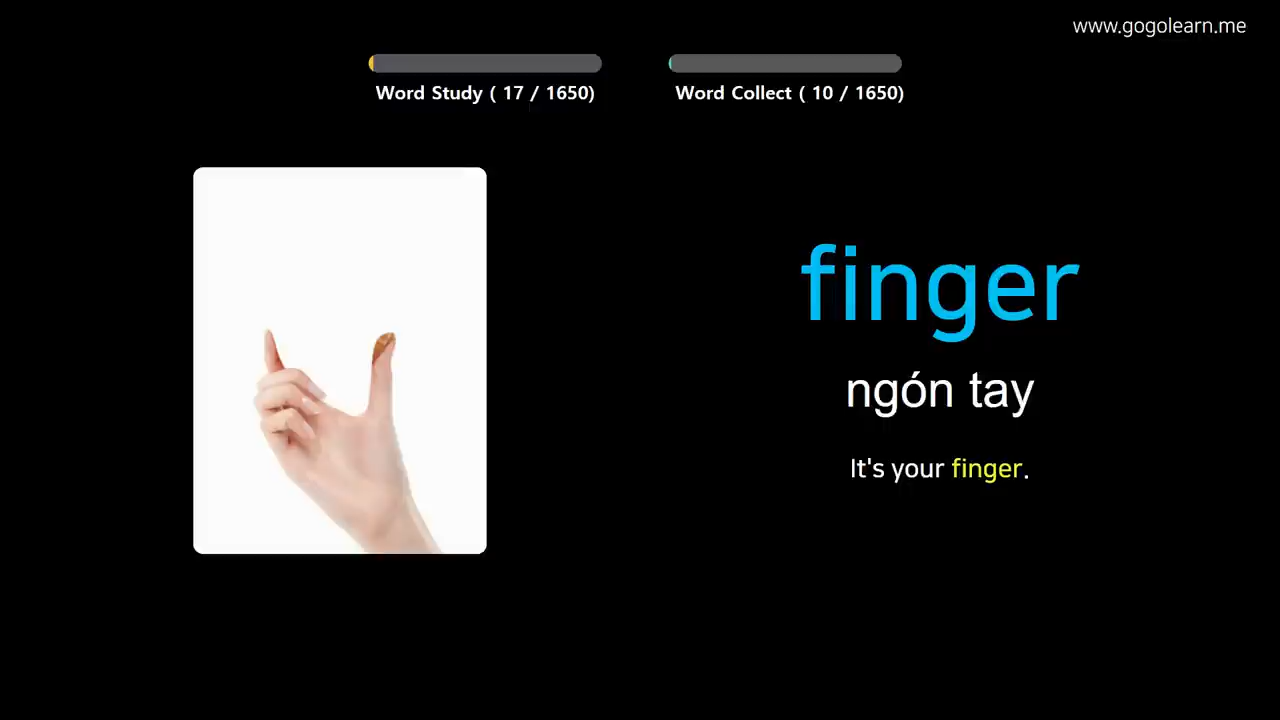 www.gogolearn.me
Word Study ( 17 / 1650)
Word Collect ( 10 / 1650)
finger
ngón tay
It's your finger.